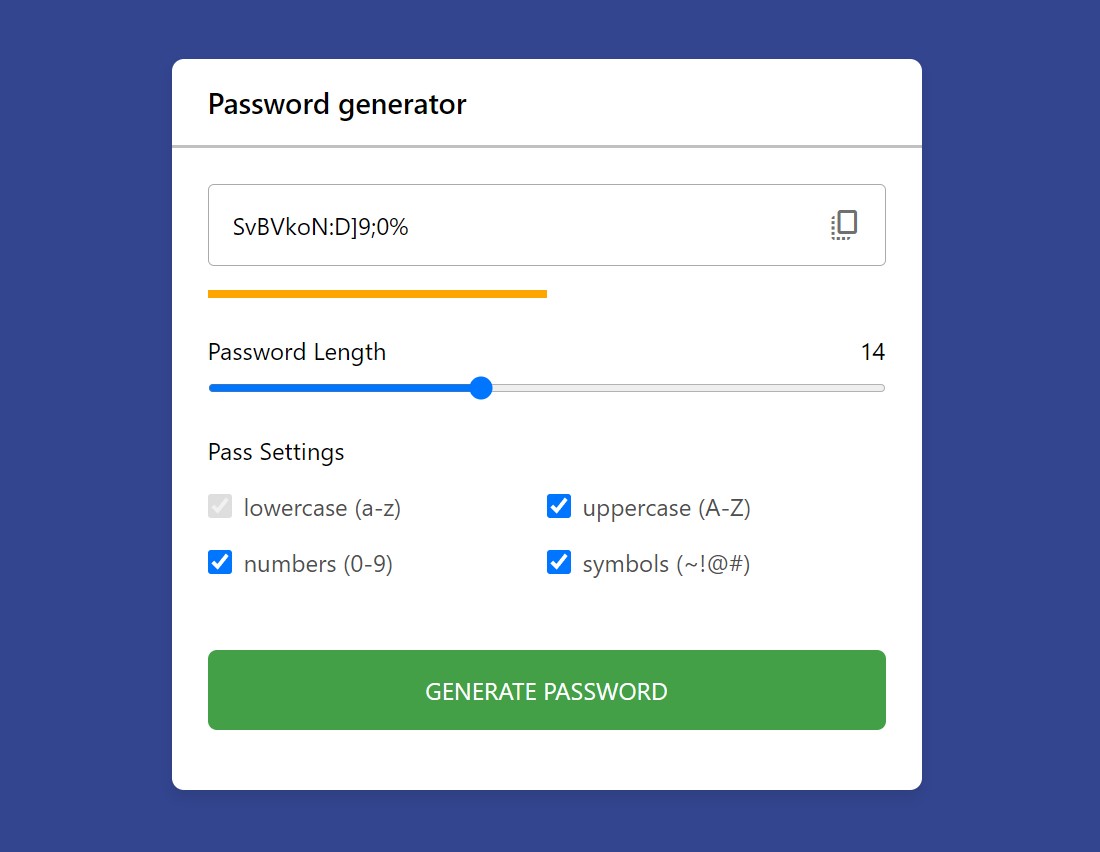 Password generator
SvBVkoN:D]9;0%
Password Length 14
Pass Settings
lowercase (a-z) uppercase (A-Z)
numbers (0-9) symbols (~!@#)
GENERATE PASSWORD